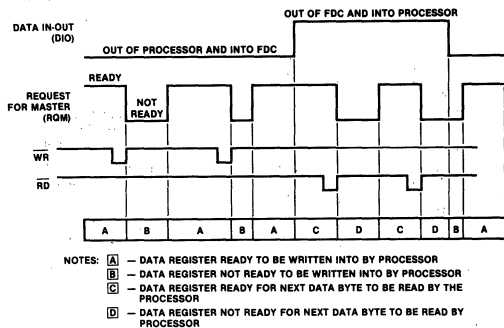 OUT OF FDC AND INTO PROCESSOR
DATA IN-OUT
(DIO)
OUT OF PROCESSOR AND INTO FDC
READY
REQUEST
FOR MASTER
(RQM)
NOT
READY
WR
RD
A B A B A C D C D B A
NOTES: A — DATA REGISTER READY TO BE WRITTEN INTO BY PROCESSOR
B — DATA REGISTER NOT READY TO BE WRITTEN INTO BY PROCESSOR
C — DATA REGISTER READY FOR NEXT DATA BYTE TO BE READ BY THE
PROCESSOR
D — DATA REGISTER NOT READY FOR NEXT DATA BYTE TO BE READ BY
PROCESSOR